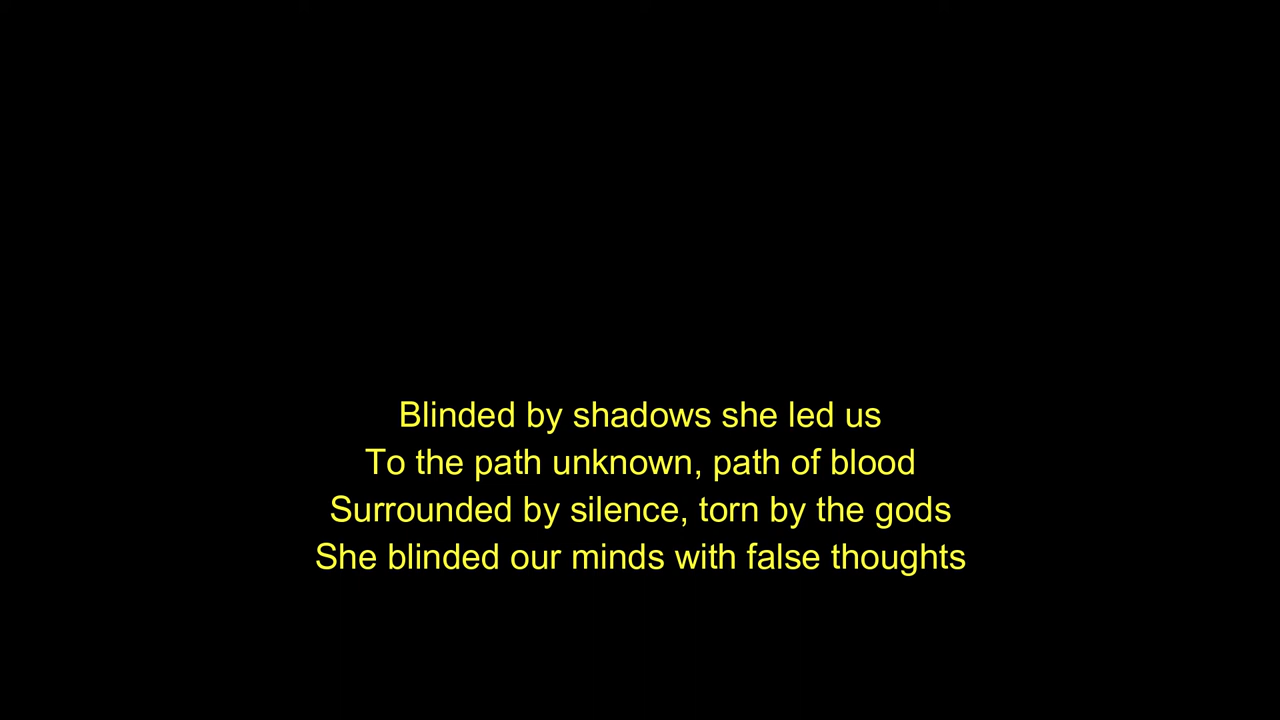 Blinded by shadows she led us
To the path unknown, path of blood
Surrounded by silence, torn by the gods
She blinded our minds with false thoughts